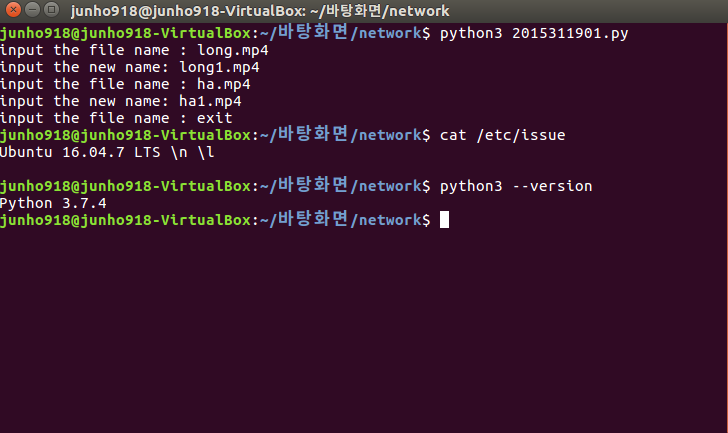 junho918@junho918-VirtualBox: ~/바탕화면/network
junho918@junho918-VirtualBox:~/바탕화면/network$ python3 2015311901.py
input the file name : long.mp4
input the new name: long1.mp4
input the file name : ha.mp4
input the new name: ha1.mp4
input the file name : exit
junho918@junho918-VirtualBox:~/바탕화면/network$ cat /etc/issue
Ubuntu 16.04.7 LTS \n \l
junho918@junho918-VirtualBox:~/바탕화면/network$ python3 --version
Python 3.7.4
junho918@junho918-VirtualBox:~/바탕화면/network$